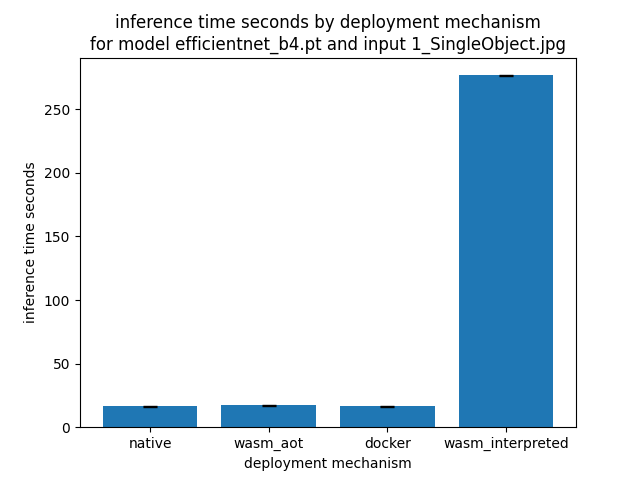 inference time seconds by deployment mechanism
for model efficientnet_b4.pt and input 1_SingleObject.jpg
inference time seconds
250
200
150
100
50
0
native
wasm_aot
docker
wasm_interpreted
deployment mechanism